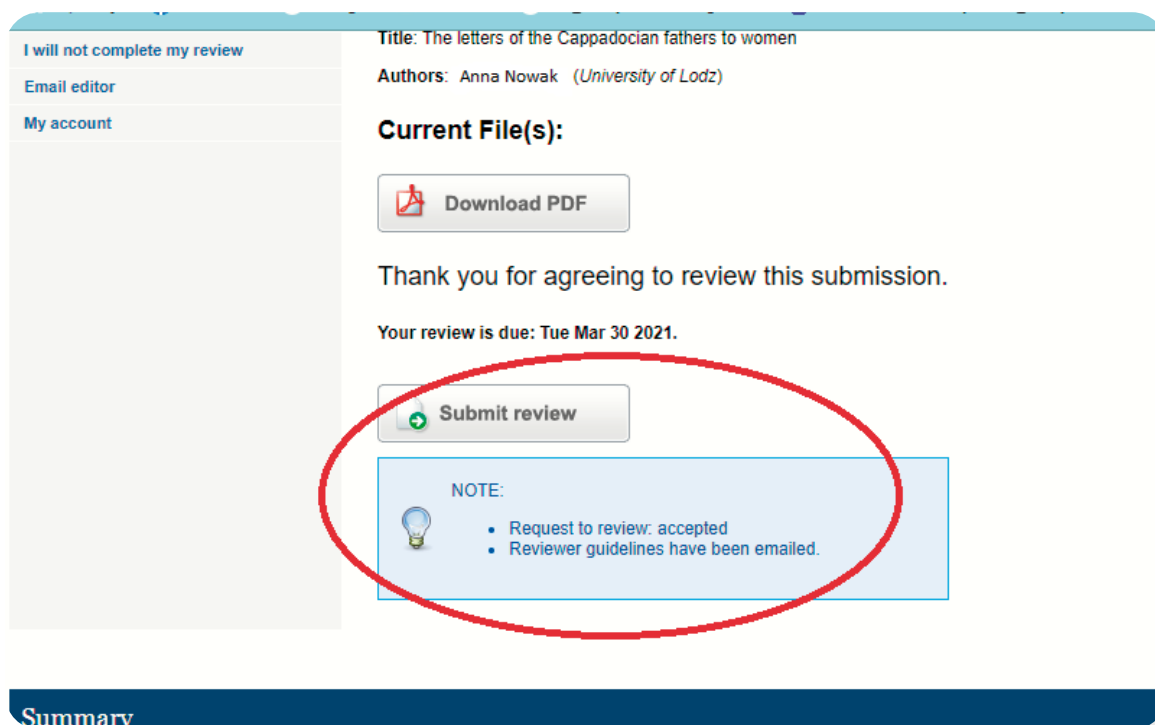 I will not complete my review
Email editor
My account
Title: The letters of the Cappadocian fathers to women
Authors: Anna Nowak (University of Lodz)
Current File(s):
Download PDF
Thank you for agreeing to review this submission.
Your review is due: Tue Mar 30 2021.
Submit review
NOTE:
• Request to review: accepted
• Reviewer guidelines have been emailed.
Summary